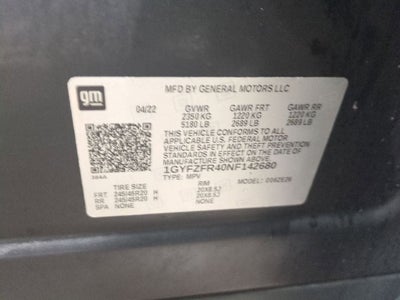 gm
MFD BY GENERAL MOTORS LLC
04/22 GVWR GAWR FRT GAWR RR
2350 KG 1220 KG 1220 KG
5180 LB 2689 LB 2689 LB
THIS VEHICLE CONFORMS TO ALL
APPLICABLE U.S. FEDERAL MOTOR
VEHICLE SAFETY AND THEFT PREVENTION
STANDARDS IN EFFECT ON THE DATE OF
MANUFACTURE SHOWN ABOVE.
1GYFZFR40NF142680
TYPE: MPV MODEL:
TIRE SIZE RIM
FRT 245/45R20 H 20X8.5J
RR 245/45R20 H 20X8.5J
SPA NONE NONE